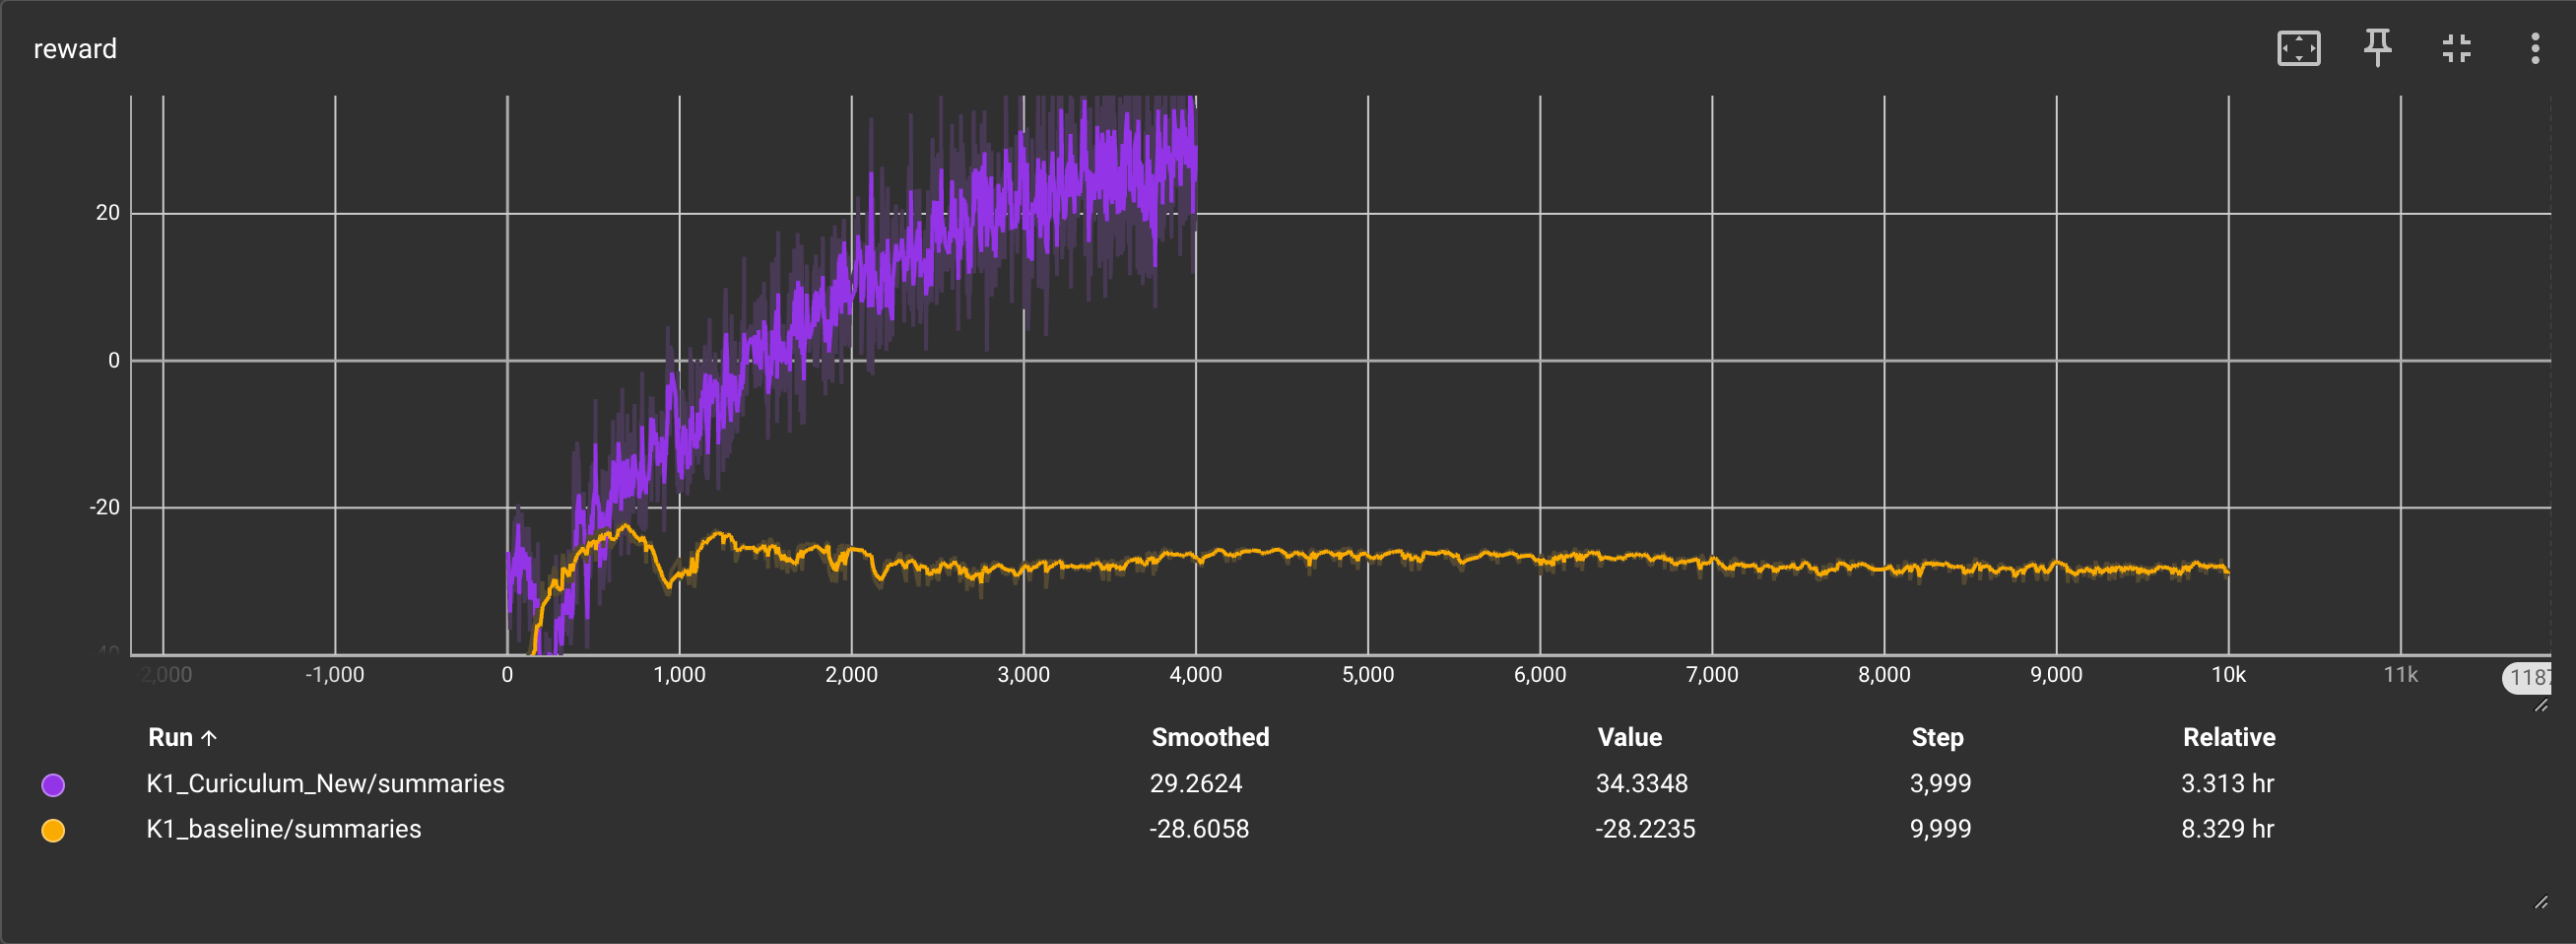 reward
20
0
-20
-40
-2,000 -1,000 0 1,000 2,000 3,000 4,000 5,000 6,000 7,000 8,000 9,000 10k 11k
Run ↑ Smoothed Value Step Relative
K1_Curiculum_New/summaries 29.2624 34.3348 3,999 3.313 hr
K1_baseline/summaries -28.6058 -28.2235 9,999 8.329 hr